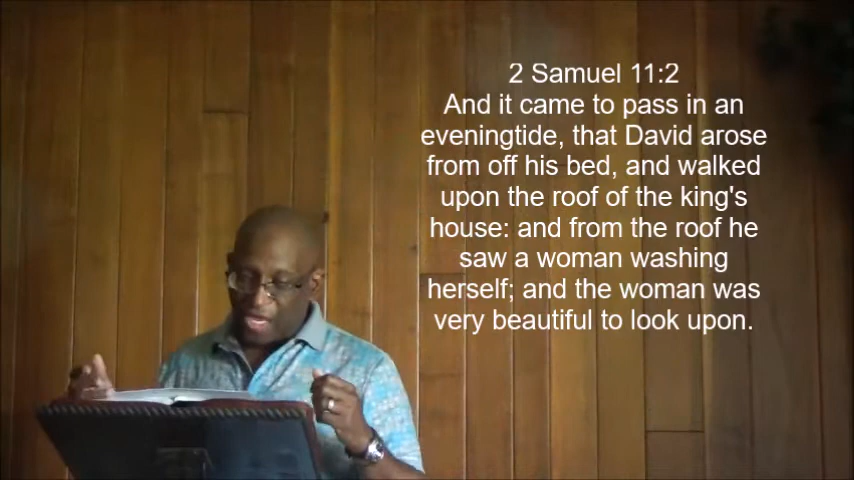 2 Samuel 11:2
And it came to pass in an
eveningtide, that David arose
from off his bed, and walked
upon the roof of the king's
house: and from the roof he
saw a woman washing
herself; and the woman was
very beautiful to look upon.